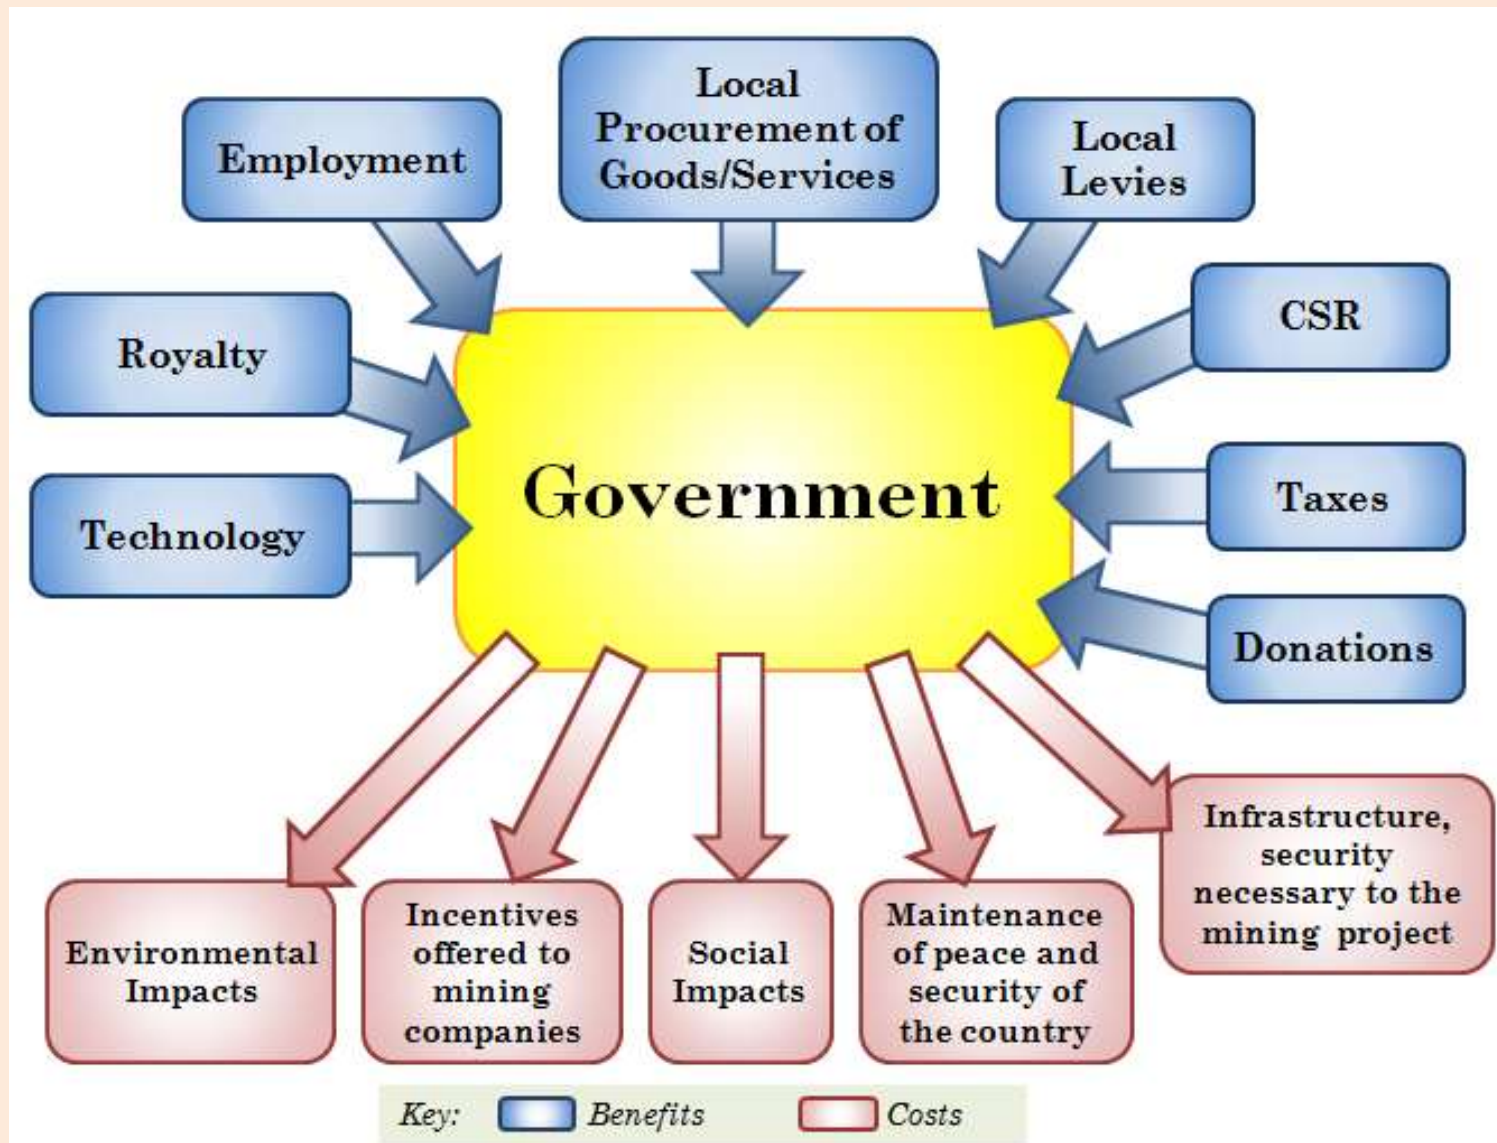 Local
Procurement of
Goods/Services
Employment
Local
Levies
Royalty
CSR
Technology
Government
Taxes
Donations
Environmental
Impacts
Incentives
offered to
mining
companies
Social
Impacts
Maintenance
of peace and
security of
the country
Infrastructure,
security
necessary to the
mining project
Key: Benefits Costs